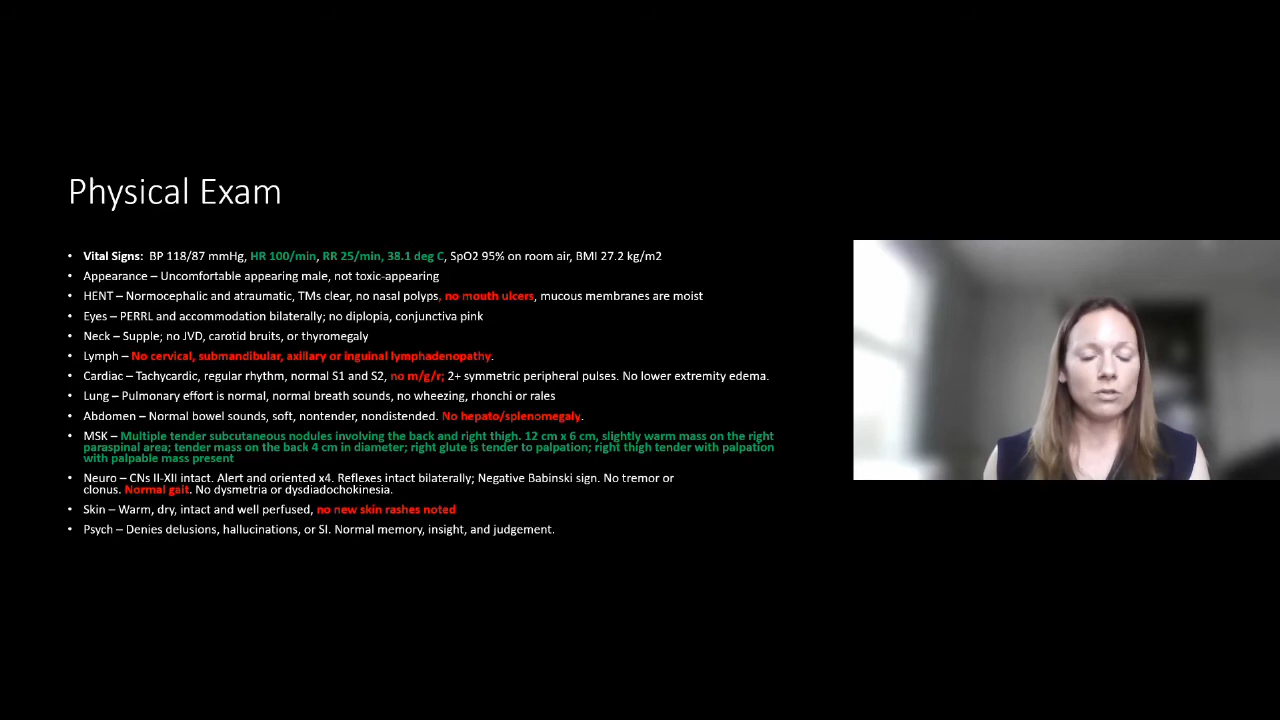 Physical Exam
• Vital Signs: BP 118/87 mmHg, HR 100/min, RR 25/min, 38.1 deg C, SpO2 95% on room air, BMI 27.2 kg/m2
• Appearance – Uncomfortable appearing male, not toxic-appearing
• HENT – Normocephalic and atraumatic, TMs clear, no nasal polyps, no mouth ulcers, mucous membranes are moist
• Eyes – PERRL and accommodation bilaterally; no diplopia, conjunctiva pink
• Neck – Supple; no JVD, carotid bruits, or thyromegaly
• Lymph – No cervical, submandibular, axillary or inguinal lymphadenopathy.
• Cardiac – Tachycardic, regular rhythm, normal S1 and S2, no m/g/r; 2+ symmetric peripheral pulses. No lower extremity edema.
• Lung – Pulmonary effort is normal, normal breath sounds, no wheezing, rhonchi or rales
• Abdomen – Normal bowel sounds, soft, nontender, nondistended. No hepato/splenomegaly.
• MSK – Multiple tender subcutaneous nodules involving the back and right thigh. 12 cm x 6 cm, slightly warm mass on the right
paraspinal area; tender mass on the back 4 cm in diameter; right glute is tender to palpation; right thigh tender with palpation
with palpable mass present
• Neuro – CNs II-XII intact. Alert and oriented x4. Reflexes intact bilaterally; Negative Babinski sign. No tremor or
clonus. Normal gait. No dysmetria or dysdiadochokinesia.
• Skin – Warm, dry, intact and well perfused, no new skin rashes noted
• Psych – Denies delusions, hallucinations, or SI. Normal memory, insight, and judgement.